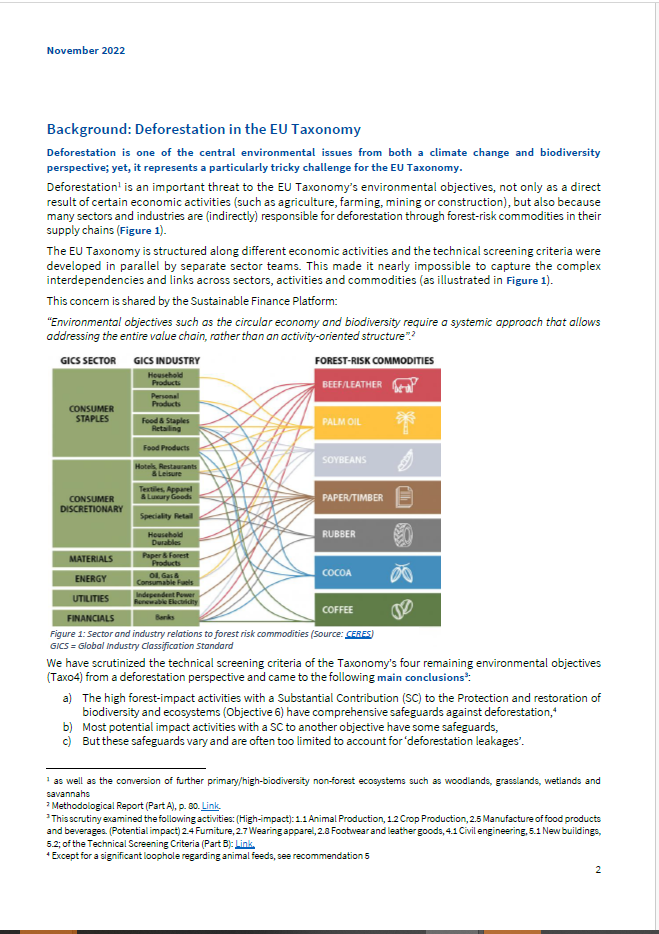 November 2022
Background: Deforestation in the EU Taxonomy
Deforestation is one of the central environmental issues from both a climate change and biodiversity
perspective; yet, it represents a particularly tricky challenge for the EU Taxonomy.
Deforestation¹ is an important threat to the EU Taxonomy's environmental objectives, not only as a direct
result of certain economic activities (such as agriculture, farming, mining or construction), but also because
many sectors and industries are (indirectly) responsible for deforestation through forest-risk commodities in their
supply chains (Figure 1).
The EU Taxonomy is structured along different economic activities and the technical screening criteria were
developed in parallel by separate sector teams. This made it nearly impossible to capture the complex
interdependencies and links across sectors, activities and commodities (as illustrated in Figure 1).
This concern is shared by the Sustainable Finance Platform:
"Environmental objectives such as the circular economy and biodiversity require a systemic approach that allows
addressing the entire value chain, rather than an activity-oriented structure".²
GICS SECTOR GICS INDUSTRY FOREST-RISK COMMODITIES
CONSUMER
STAPLES
CONSUMER
DISCRETIONARY
MATERIALS
ENERGY
UTILITIES
FINANCIALS
Household
Products
Personal
Products
Food & Staples
Retailing
Food Products
Hotels, Restaurants
& Leisure
Textiles, Apparel
& Luxury Goods
Speciality Retail
Household
Durables
Paper & Forest
Products
Oil, Gas &
Consumable Fuels
Independent Power
Renewable Electricity
Banks
BEEF/LEATHER
PALM OIL
SOYBEANS
PAPER/TIMBER
RUBBER
COCOA
COFFEE
Figure 1: Sector and industry relations to forest risk commodities (Source: CERES)
GICS = Global Industry Classification Standard
We have scrutinized the technical screening criteria of the Taxonomy's four remaining environmental objectives
(Taxo4) from a deforestation perspective and came to the following main conclusions³:
a) The high forest-impact activities with a Substantial Contribution (SC) to the Protection and restoration of
biodiversity and ecosystems (Objective 6) have comprehensive safeguards against deforestation,⁴
b) Most potential impact activities with a SC to another objective have some safeguards,
c) But these safeguards vary and are often too limited to account for 'deforestation leakages'.
¹ as well as the conversion of further primary/high-biodiversity non-forest ecosystems such as woodlands, grasslands, wetlands and
savannahs
² Methodological Report (Part A), p. 80. Link.
³ This scrutiny examined the following activities: (High-impact): 1.1 Animal Production, 1.2 Crop Production, 2.5 Manufacture of food products
and beverages. (Potential impact) 2.4 Furniture, 2.7 Wearing apparel, 2.8 Footwear and leather goods, 4.1 Civil engineering, 5.1 New buildings,
5.2; of the Technical Screening Criteria (Part B): Link.
⁴ Except for a significant loophole regarding animal feeds, see recommendation 5
2